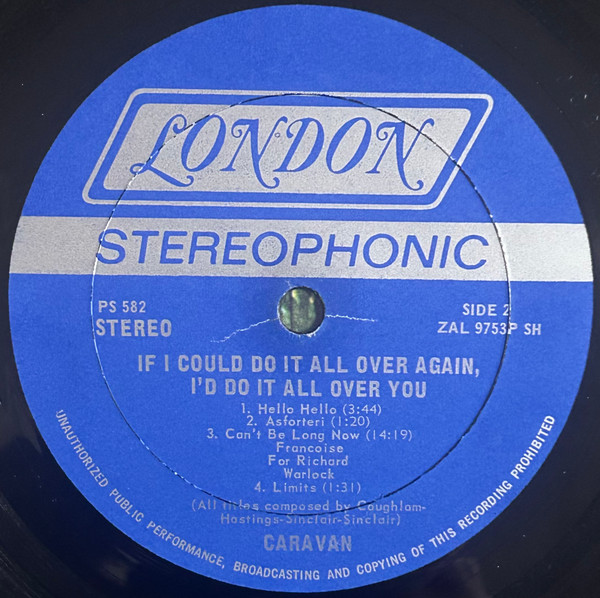 LONDON
STEREOPHONIC
PS 582
STEREO
SIDE 2
ZAL 9753P SH
IF I COULD DO IT ALL OVER AGAIN,
I'D DO IT ALL OVER YOU
1. Hello Hello (3:44)
2. Asforteri (1:20)
3. Can't Be Long Now (14:19)
Francoise
For Richard
Warlock
4. Limits (1:31)
(All titles composed by Coughlam-
Hastings-Sinclair-Sinclair)
CARAVAN
UNAUTHORIZED PUBLIC PERFORMANCE, BROADCASTING AND COPYING OF THIS RECORDING PROHIBITED